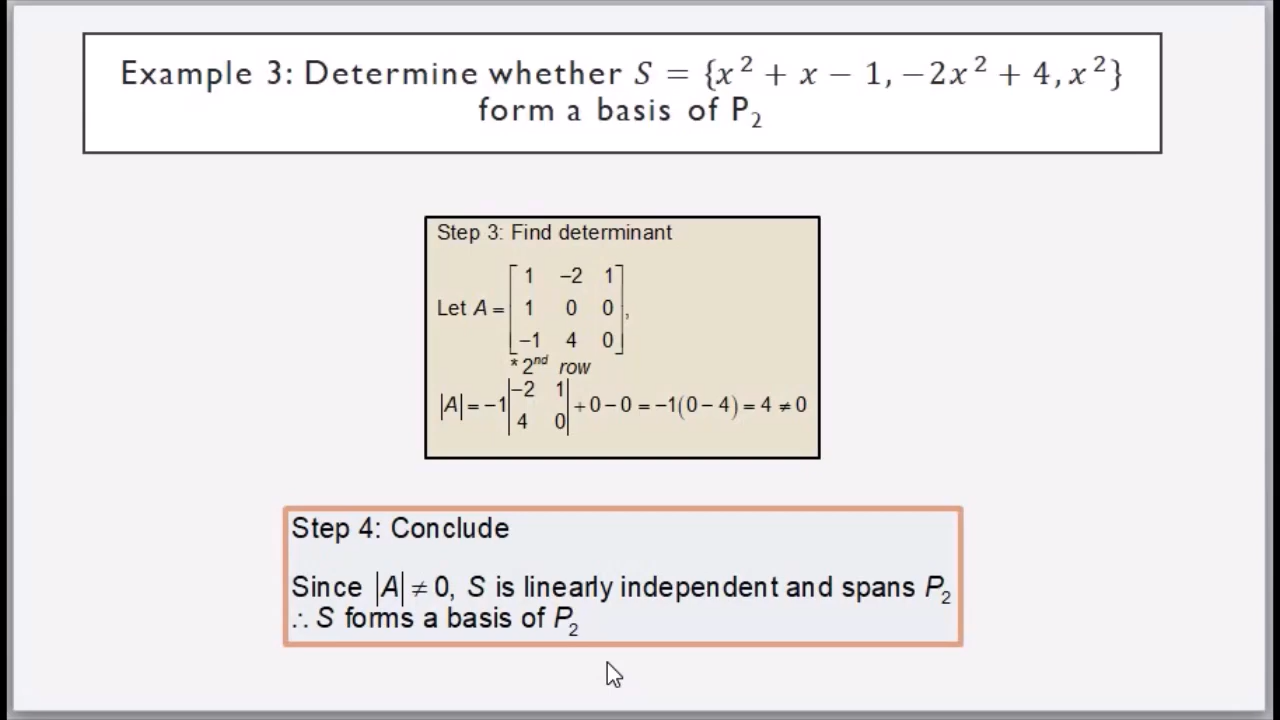 Example 3: Determine whether S = {x² + x − 1, −2x² + 4, x²}
form a basis of P₂
Step 3: Find determinant
1 −2 1
Let A = 1 0 0 ,
−1 4 0
* 2ⁿᵈ row
−2 1
|A| = −1 + 0 − 0 = −1(0 − 4) = 4 ≠ 0
4 0
Step 4: Conclude
Since |A| ≠ 0, S is linearly independent and spans P₂
∴ S forms a basis of P₂